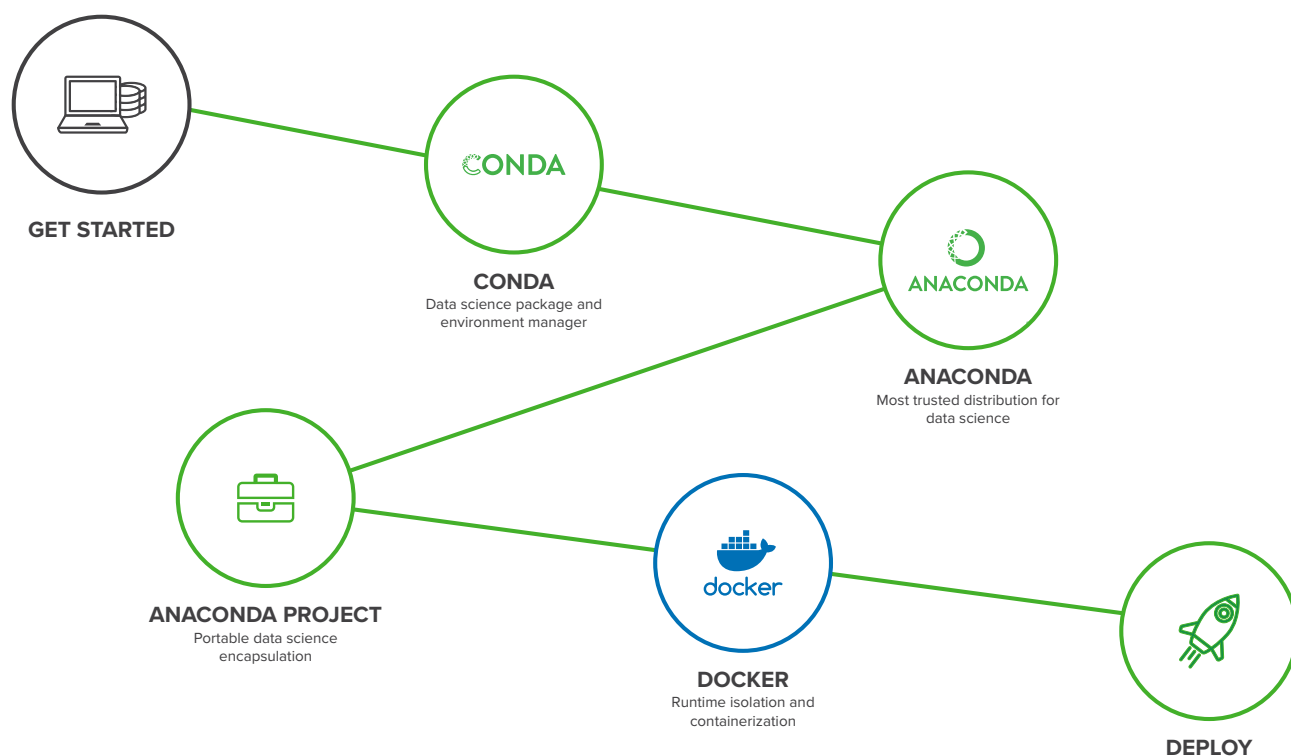 GET STARTED
CONDA
CONDA
Data science package and
environment manager
ANACONDA
ANACONDA
Most trusted distribution for
data science
ANACONDA PROJECT
Portable data science
encapsulation
docker
DOCKER
Runtime isolation and
containerization
DEPLOY